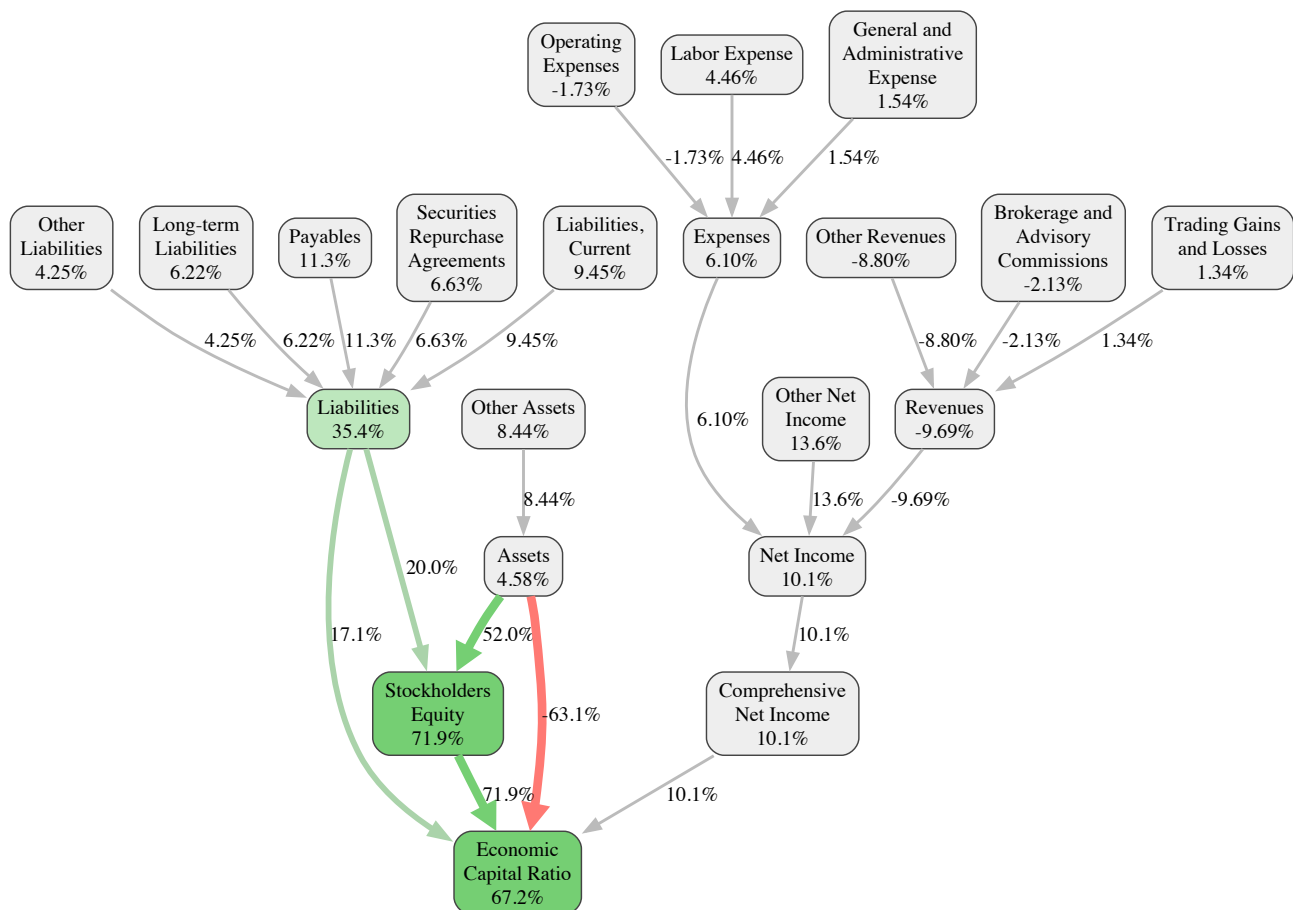 Operating
Expenses
-1.73%
Labor Expense
4.46%
General and
Administrative
Expense
1.54%
-1.73%
4.46%
1.54%
Other
Liabilities
4.25%
Long-term
Liabilities
6.22%
Payables
11.3%
Securities
Repurchase
Agreements
6.63%
Liabilities,
Current
9.45%
Expenses
6.10%
Other Revenues
-8.80%
Brokerage and
Advisory
Commissions
-2.13%
Trading Gains
and Losses
1.34%
4.25%
6.22%
11.3%
6.63%
9.45%
-8.80%
-2.13%
1.34%
Liabilities
35.4%
Other Assets
8.44%
6.10%
Other Net
Income
13.6%
Revenues
-9.69%
8.44%
13.6%
-9.69%
20.0%
Assets
4.58%
Net Income
10.1%
17.1%
52.0%
10.1%
Stockholders
Equity
71.9%
-63.1%
Comprehensive
Net Income
10.1%
71.9%
10.1%
Economic
Capital Ratio
67.2%